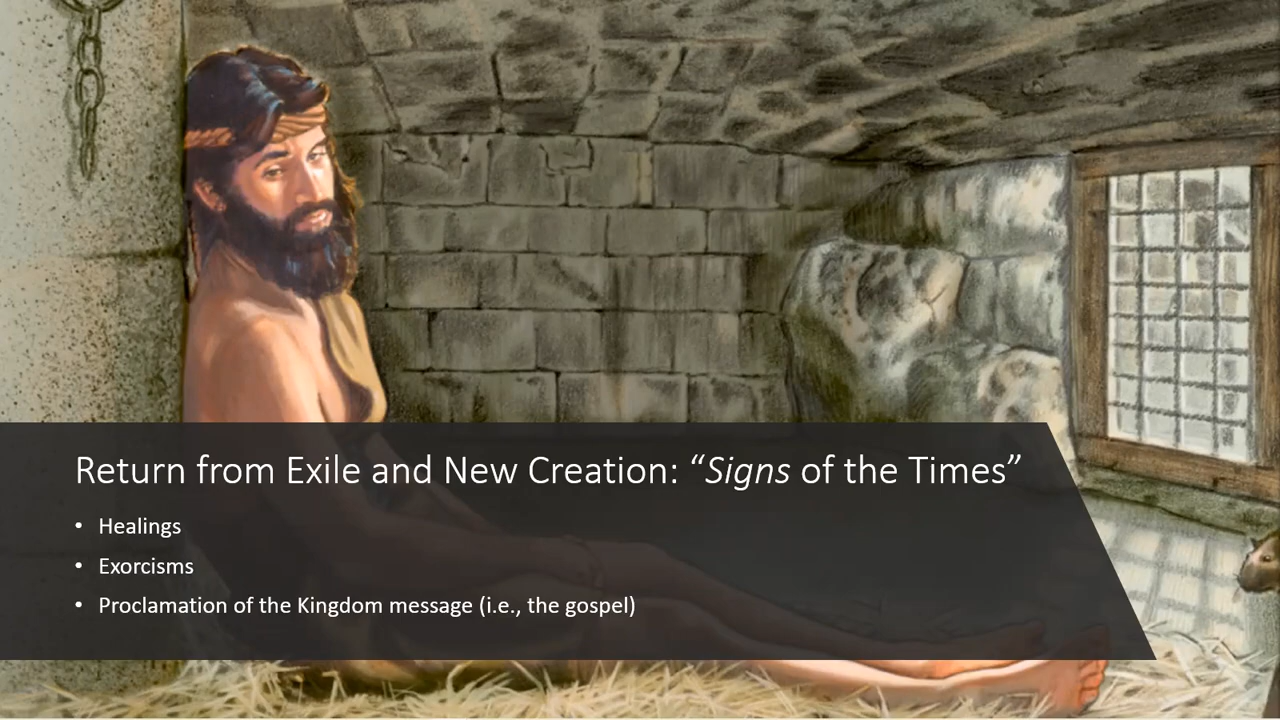 Return from Exile and New Creation: “Signs of the Times”
• Healings
• Exorcisms
• Proclamation of the Kingdom message (i.e., the gospel)